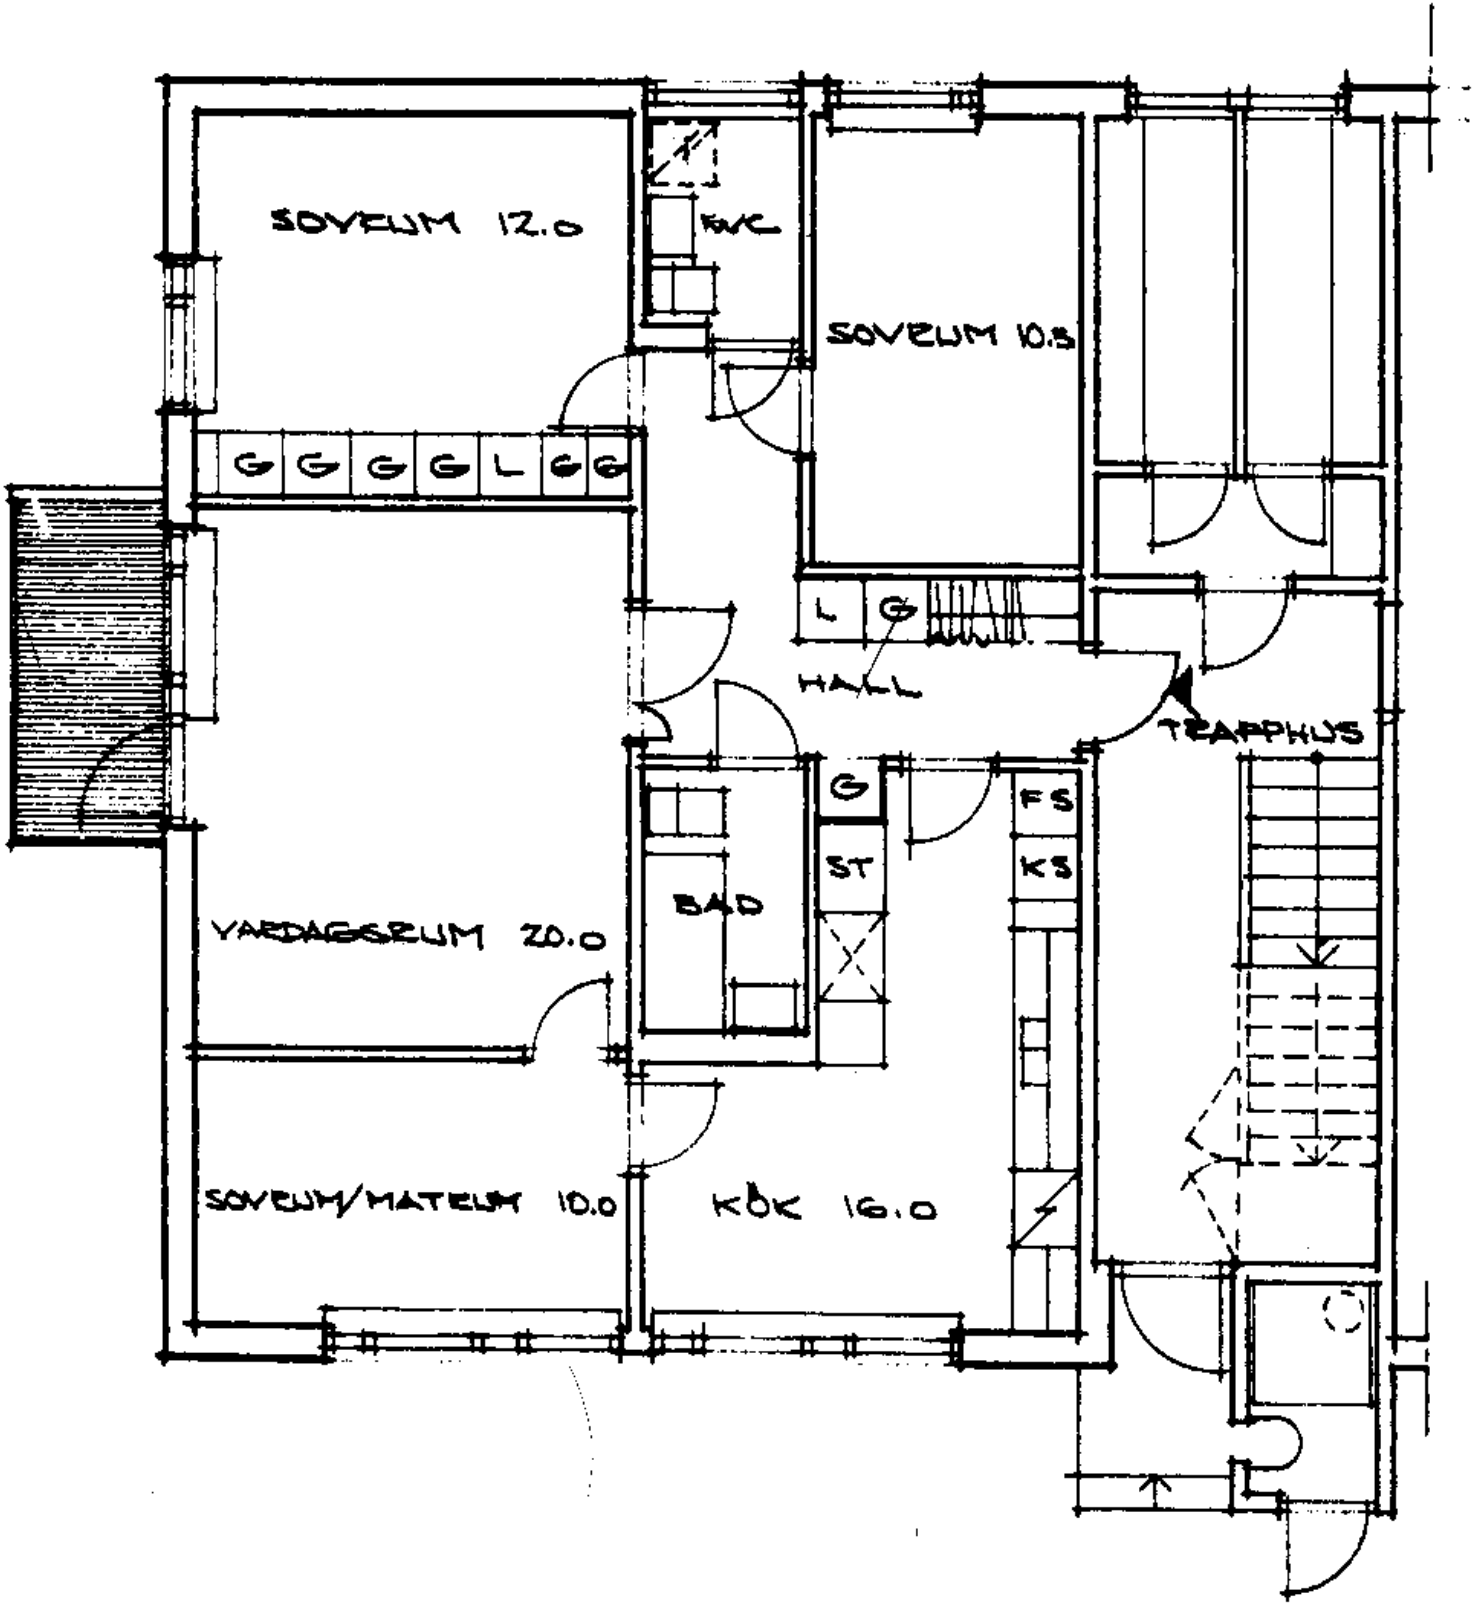 SOVRUM 12.0
RWC
SOVRUM 10.5
G G G G L G G
L G
HALL
TRAPPHUS
G
FS
ST
KS
BAD
VARDAGSRUM 20.0
SOVRUM/MATRUM 10.0
KÖK 16.0